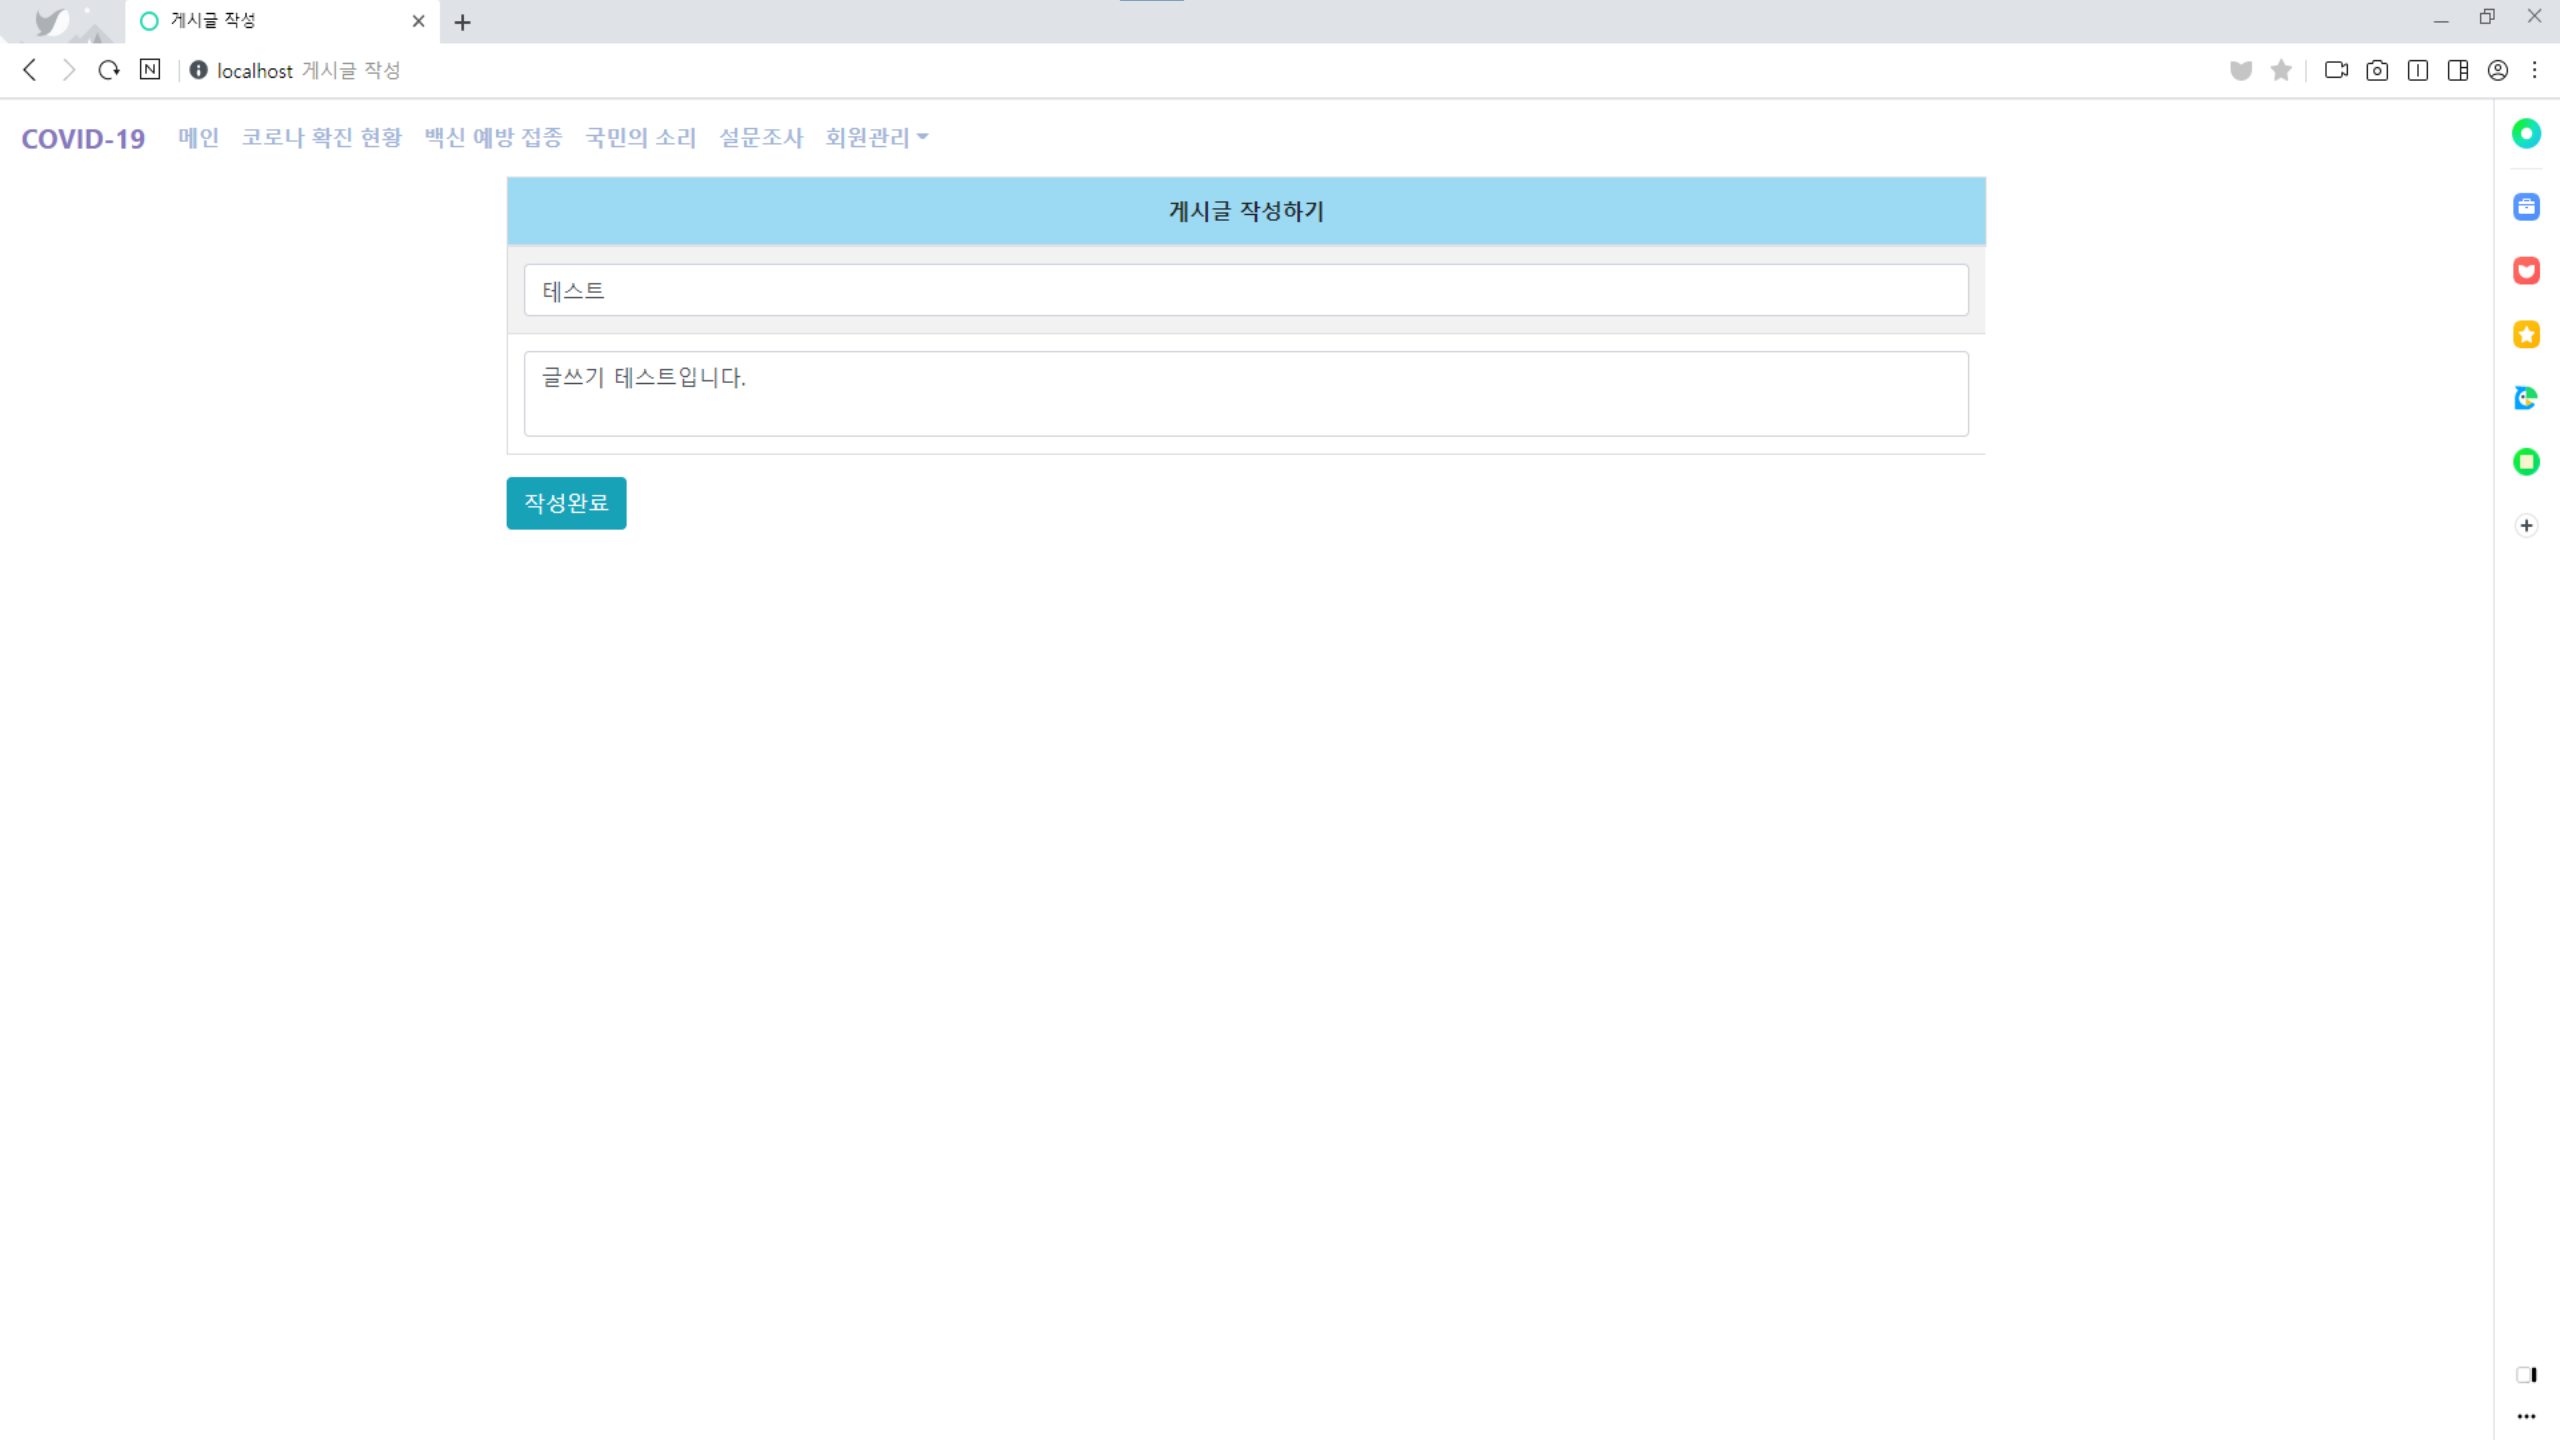 게시글 작성
localhost 게시글 작성
COVID-19 메인 코로나 확진 현황 백신 예방 접종 국민의 소리 설문조사 회원관리
게시글 작성하기
테스트
글쓰기 테스트입니다.
작성완료